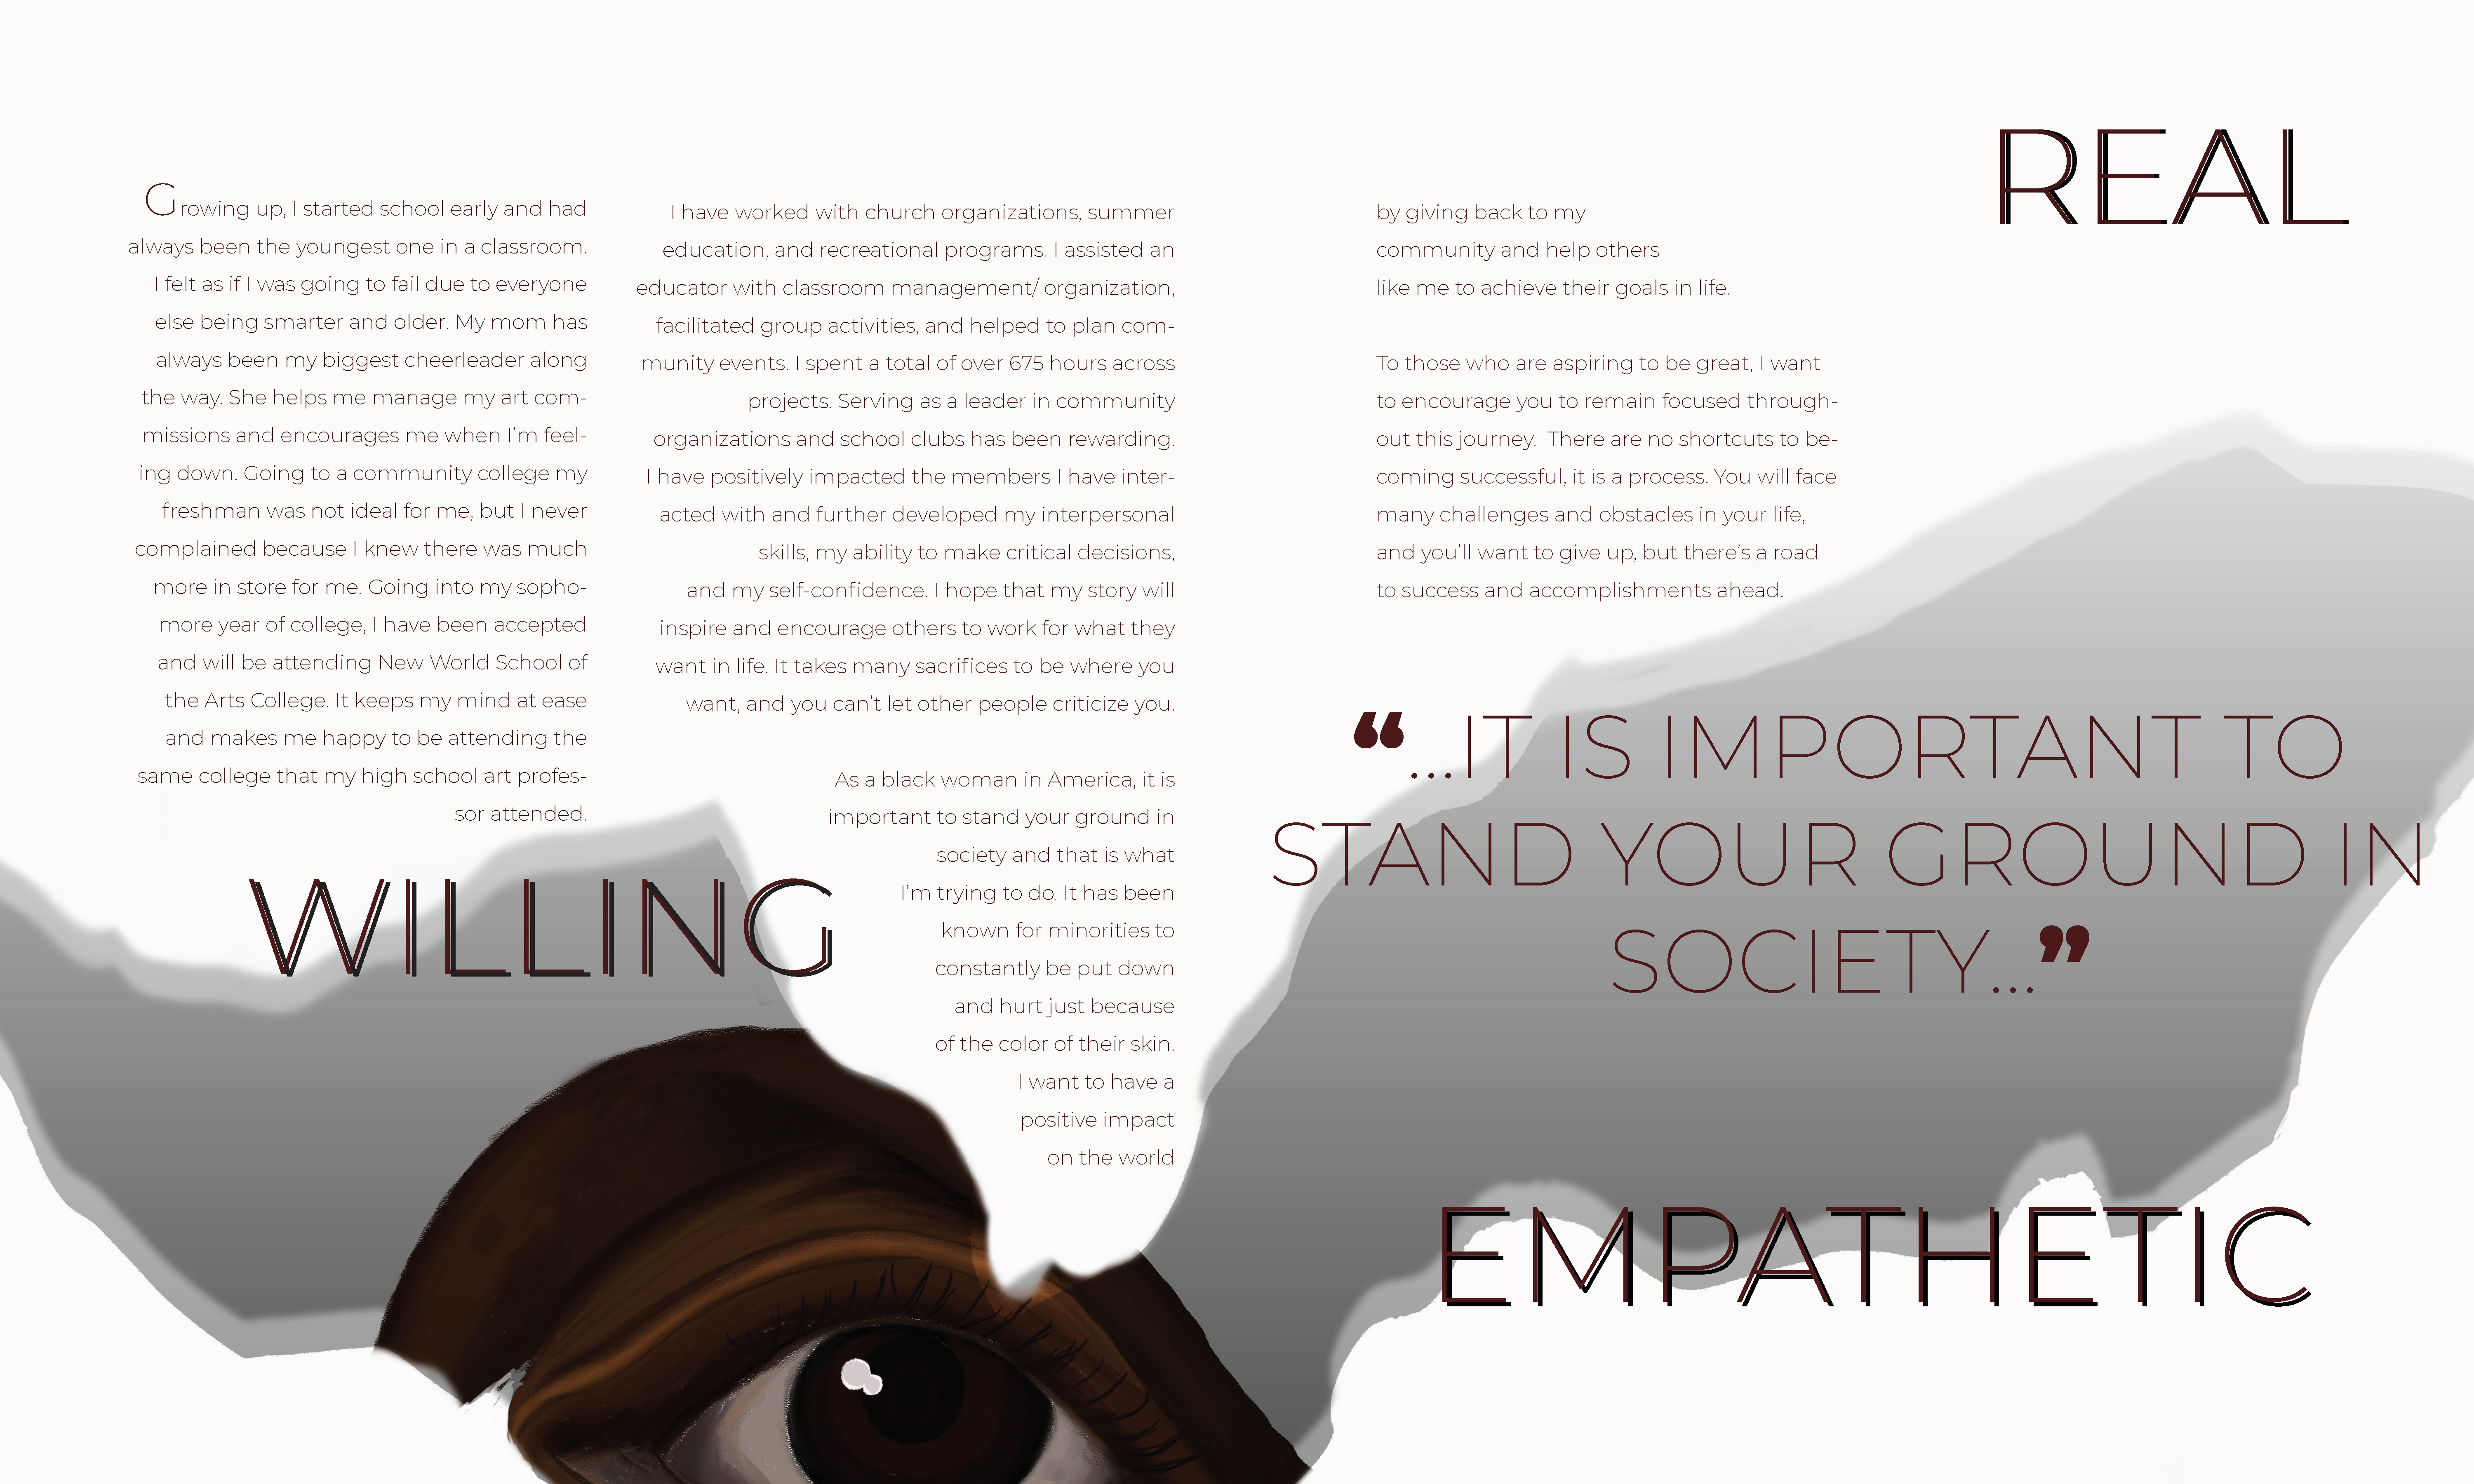 Growing up, I started school early and had
always been the youngest one in a classroom.
I felt as if I was going to fail due to everyone
else being smarter and older. My mom has
always been my biggest cheerleader along
the way. She helps me manage my art com-
missions and encourages me when I'm feel-
ing down. Going to a community college my
freshman was not ideal for me, but I never
complained because I knew there was much
more in store for me. Going into my sopho-
more year of college, I have been accepted
and will be attending New World School of
the Arts College. It keeps my mind at ease
and makes me happy to be attending the
same college that my high school art profes-
sor attended.
WILLING
I have worked with church organizations, summer
education, and recreational programs. I assisted an
educator with classroom management/ organization,
facilitated group activities, and helped to plan com-
munity events. I spent a total of over 675 hours across
projects. Serving as a leader in community
organizations and school clubs has been rewarding.
I have positively impacted the members I have inter-
acted with and further developed my interpersonal
skills, my ability to make critical decisions,
and my self-confidence. I hope that my story will
inspire and encourage others to work for what they
want in life. It takes many sacrifices to be where you
want, and you can't let other people criticize you.
As a black woman in America, it is
important to stand your ground in
society and that is what
I'm trying to do. It has been
known for minorities to
constantly be put down
and hurt just because
of the color of their skin.
I want to have a
positive impact
on the world
by giving back to my
community and help others
like me to achieve their goals in life.
To those who are aspiring to be great, I want
to encourage you to remain focused through-
out this journey.  There are no shortcuts to be-
coming successful, it is a process. You will face
many challenges and obstacles in your life,
and you'll want to give up, but there's a road
to success and accomplishments ahead.
REAL
“...IT IS IMPORTANT TO
STAND YOUR GROUND IN
SOCIETY...”
EMPATHETIC